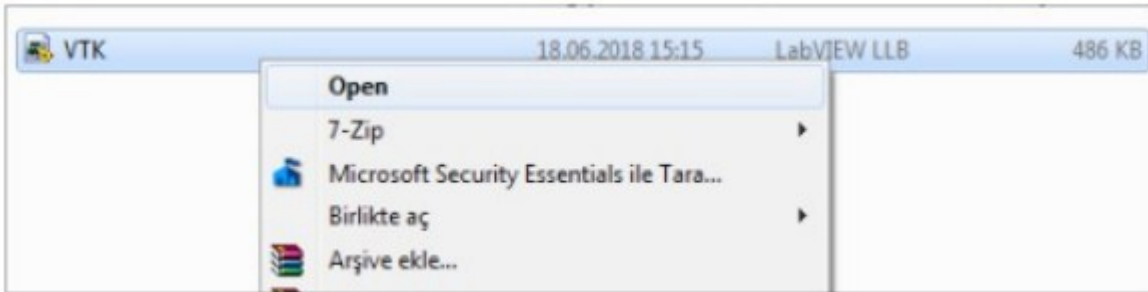 VTK 18.06.2018 15:15 LabVIEW LLB 486 KB
Open
7-Zip
Microsoft Security Essentials ile Tara...
Birlikte aç
Arşive ekle...